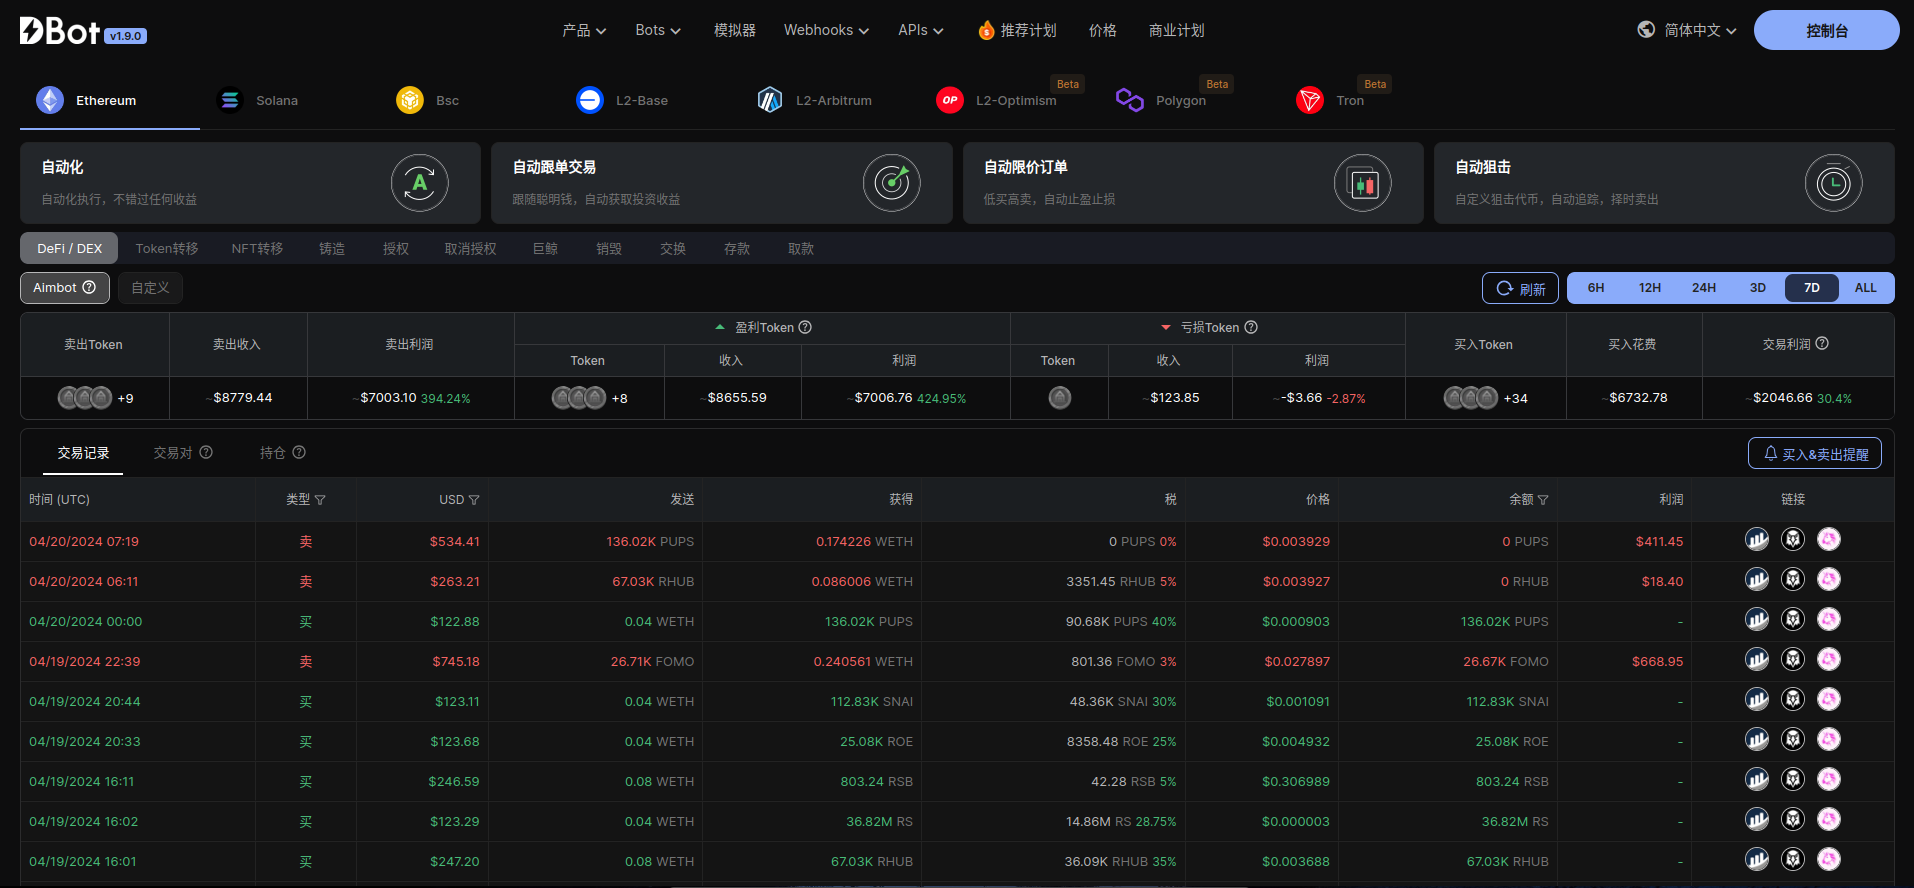 DBot v1.9.0 产品 Bots 模拟器 Webhooks APIs 推荐计划 价格 商业计划 简体中文 控制台
Ethereum Solana Bsc L2-Base L2-Arbitrum L2-Optimism Beta Polygon Beta Tron Beta
自动化 自动跟单交易 自动限价订单 自动狙击
自动化执行，不错过任何收益 跟随聪明钱，自动获取投资收益 低买高卖，自动止盈止损 自定义狙击代币，自动追踪，择时卖出
DeFi / DEX Token转移 NFT转移 铸造 授权 取消授权 巨鲸 销毁 交换 存款 取款
Aimbot 自定义 刷新 6H 12H 24H 3D 7D ALL
卖出Token 卖出收入 卖出利润 盈利Token 亏损Token 买入Token 买入花费 交易利润
Token 收入 利润 Token 收入 利润
+9 ~$8779.44 ~$7003.10 394.24% +8 ~$8655.59 ~$7006.76 424.95% ~$123.85 ~-$3.66 -2.87% +34 ~$6732.78 ~$2046.66 30.4%
交易记录 交易对 持仓 买入&卖出提醒
时间 (UTC) 类型 USD 发送 获得 税 价格 余额 利润 链接
04/20/2024 07:19 卖 $534.41 136.02K PUPS 0.174226 WETH 0 PUPS 0% $0.003929 0 PUPS $411.45
04/20/2024 06:11 卖 $263.21 67.03K RHUB 0.086006 WETH 3351.45 RHUB 5% $0.003927 0 RHUB $18.40
04/20/2024 00:00 买 $122.88 0.04 WETH 136.02K PUPS 90.68K PUPS 40% $0.000903 136.02K PUPS -
04/19/2024 22:39 卖 $745.18 26.71K FOMO 0.240561 WETH 801.36 FOMO 3% $0.027897 26.67K FOMO $668.95
04/19/2024 20:44 买 $123.11 0.04 WETH 112.83K SNAI 48.36K SNAI 30% $0.001091 112.83K SNAI -
04/19/2024 20:33 买 $123.68 0.04 WETH 25.08K ROE 8358.48 ROE 25% $0.004932 25.08K ROE -
04/19/2024 16:11 买 $246.59 0.08 WETH 803.24 RSB 42.28 RSB 5% $0.306989 803.24 RSB -
04/19/2024 16:02 买 $123.29 0.04 WETH 36.82M RS 14.86M RS 28.75% $0.000003 36.82M RS -
04/19/2024 16:01 买 $247.20 0.08 WETH 67.03K RHUB 36.09K RHUB 35% $0.003688 67.03K RHUB -